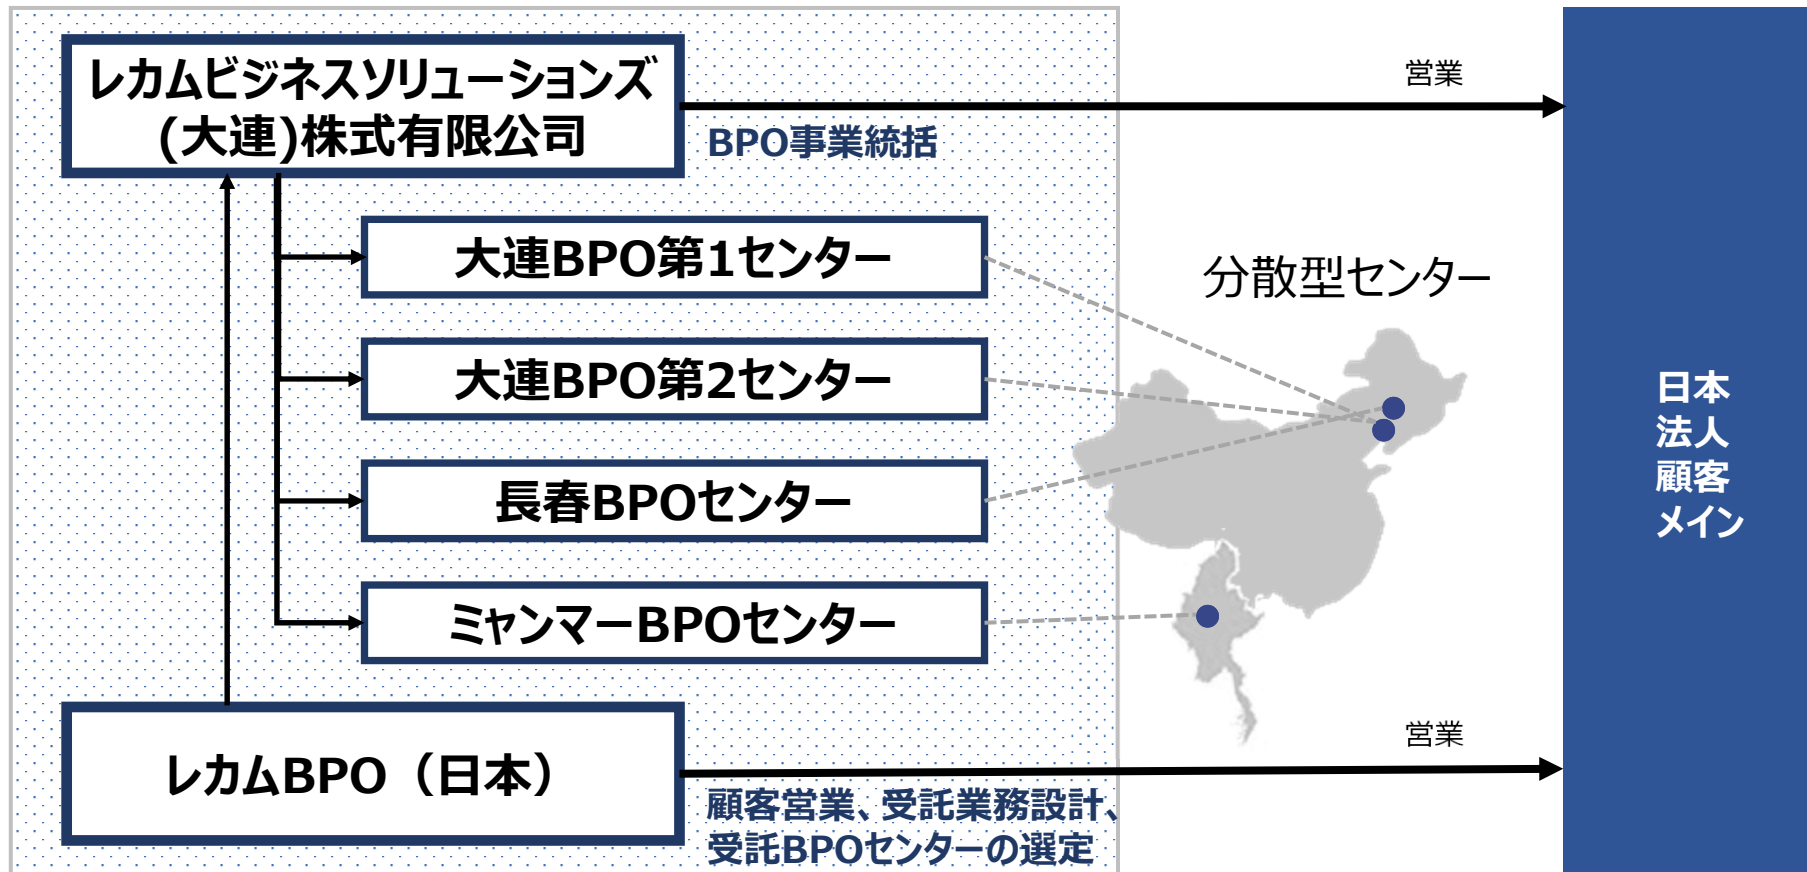 レカムビジネスソリューションズ
(大連)株式有限公司
営業
BPO事業統括
大連BPO第1センター
分散型センター
大連BPO第2センター
日本
法人
顧客
メイン
長春BPOセンター
ミャンマーBPOセンター
レカムBPO（日本）
営業
顧客営業、受託業務設計、
受託BPOセンターの選定